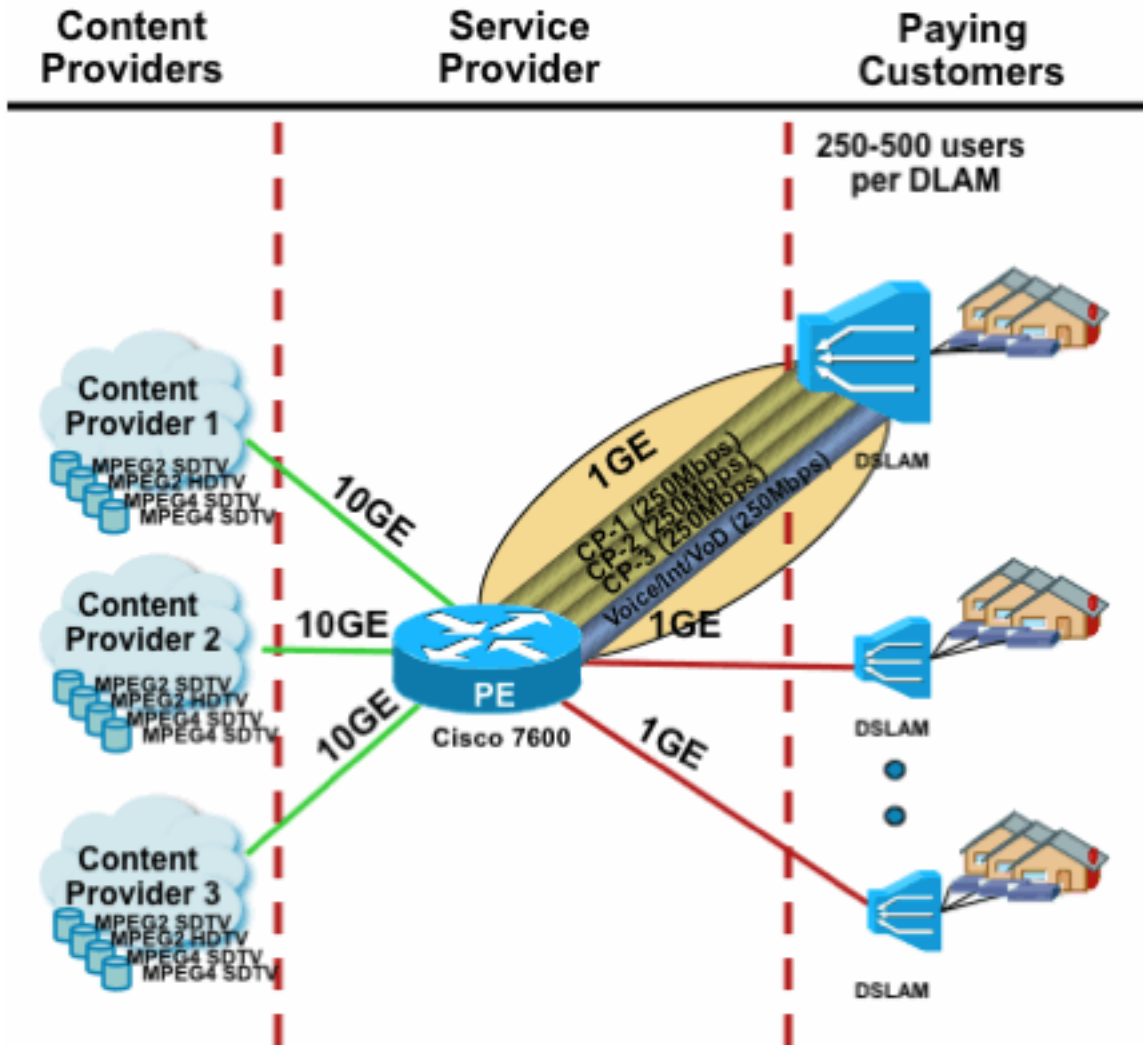 Content
Providers
Service
Provider
Paying
Customers
250-500 users
per DLAM
Content
Provider 1
MPEG2 SDTV
MPEG2 HDTV
MPEG4 SDTV
MPEG4 SDTV
10GE
1GE
CP-1 (250Mbps)
CP-2 (250Mbps)
CP-3 (250Mbps)
Voice/Int/VoD (250Mbps)
DSLAM
Content
Provider 2
MPEG2 SDTV
MPEG2 HDTV
MPEG4 SDTV
MPEG4 SDTV
10GE
1GE
PE
Cisco 7600
DSLAM
Content
Provider 3
MPEG2 SDTV
MPEG2 HDTV
MPEG4 SDTV
MPEG4 SDTV
10GE
1GE
DSLAM